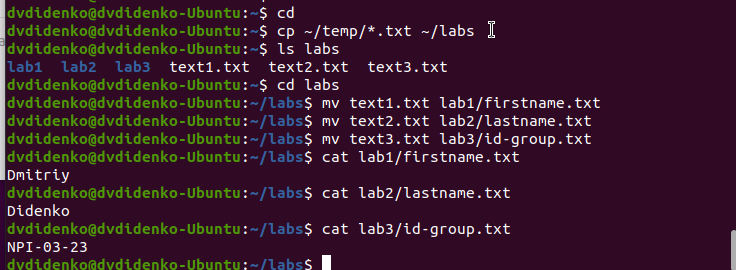 dvdidenko@dvdidenko-Ubuntu:~$ cd
dvdidenko@dvdidenko-Ubuntu:~$ cp ~/temp/*.txt ~/labs
dvdidenko@dvdidenko-Ubuntu:~$ ls labs
lab1  lab2  lab3  text1.txt  text2.txt  text3.txt
dvdidenko@dvdidenko-Ubuntu:~$ cd labs
dvdidenko@dvdidenko-Ubuntu:~/labs$ mv text1.txt lab1/firstname.txt
dvdidenko@dvdidenko-Ubuntu:~/labs$ mv text2.txt lab2/lastname.txt
dvdidenko@dvdidenko-Ubuntu:~/labs$ mv text3.txt lab3/id-group.txt
dvdidenko@dvdidenko-Ubuntu:~/labs$ cat lab1/firstname.txt
Dmitriy
dvdidenko@dvdidenko-Ubuntu:~/labs$ cat lab2/lastname.txt
Didenko
dvdidenko@dvdidenko-Ubuntu:~/labs$ cat lab3/id-group.txt
NPI-03-23
dvdidenko@dvdidenko-Ubuntu:~/labs$